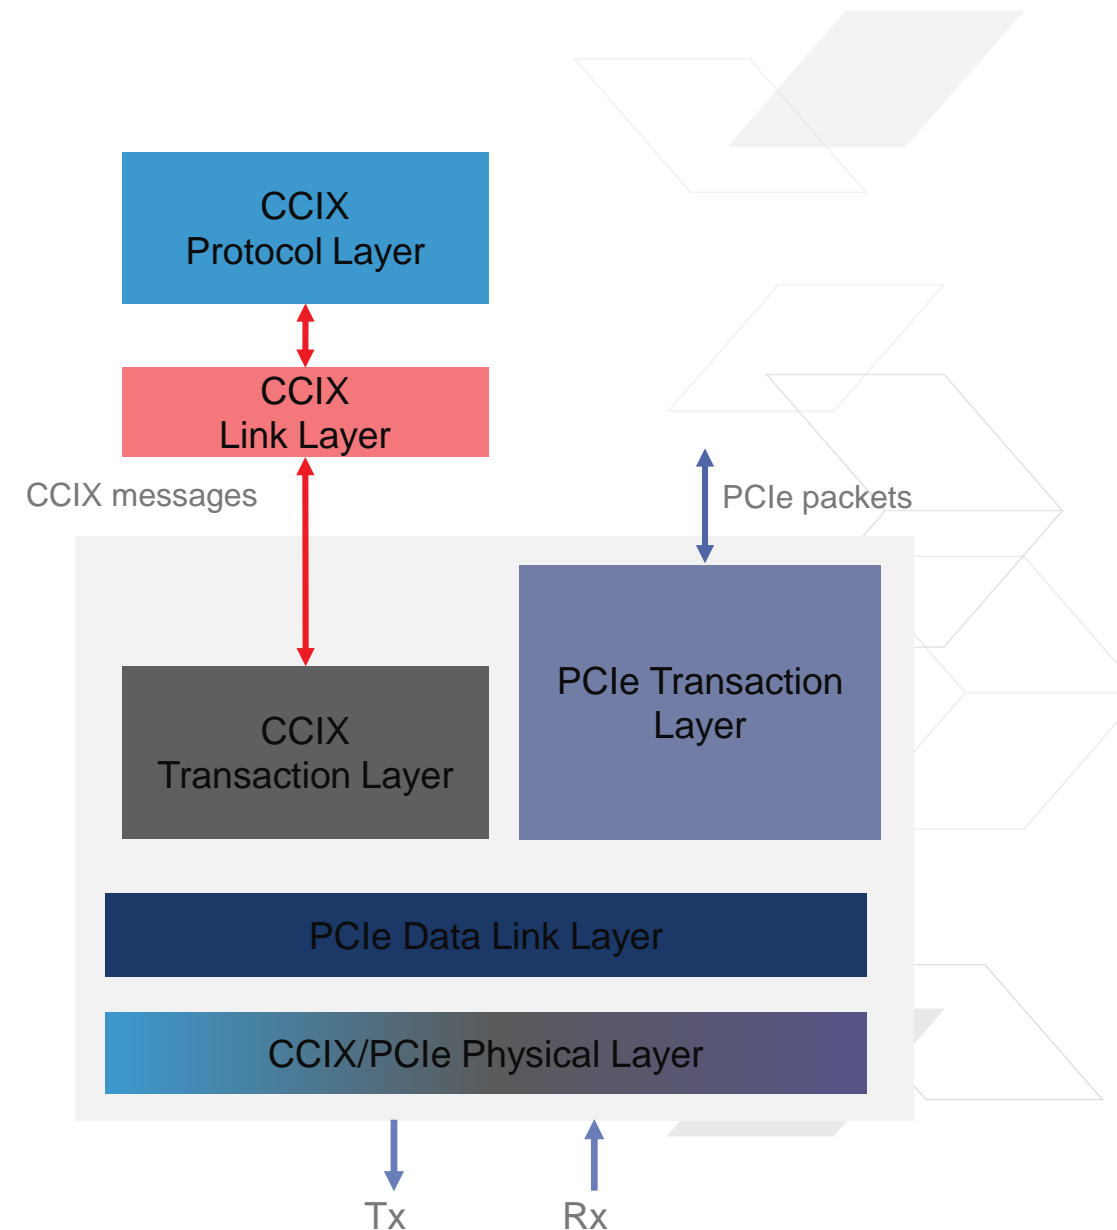 CCIX
Protocol Layer
CCIX
Link Layer
CCIX messages
PCIe packets
PCIe Transaction
Layer
CCIX
Transaction Layer
PCIe Data Link Layer
CCIX/PCIe Physical Layer
Tx
Rx